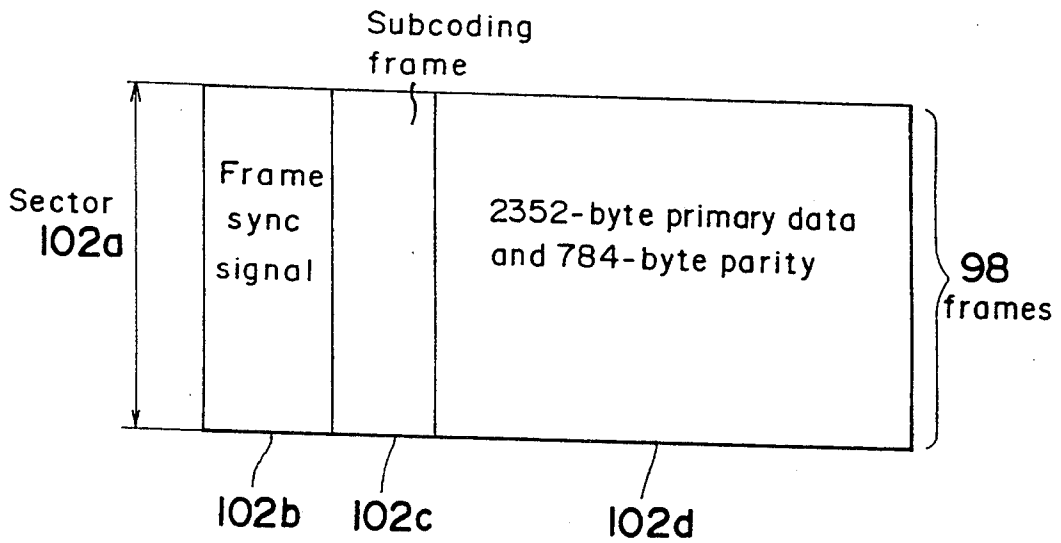 Subcoding
frame
Sector
102a
Frame
sync
signal
2352-byte primary data
and 784-byte parity
98
frames
102b
102c
102d